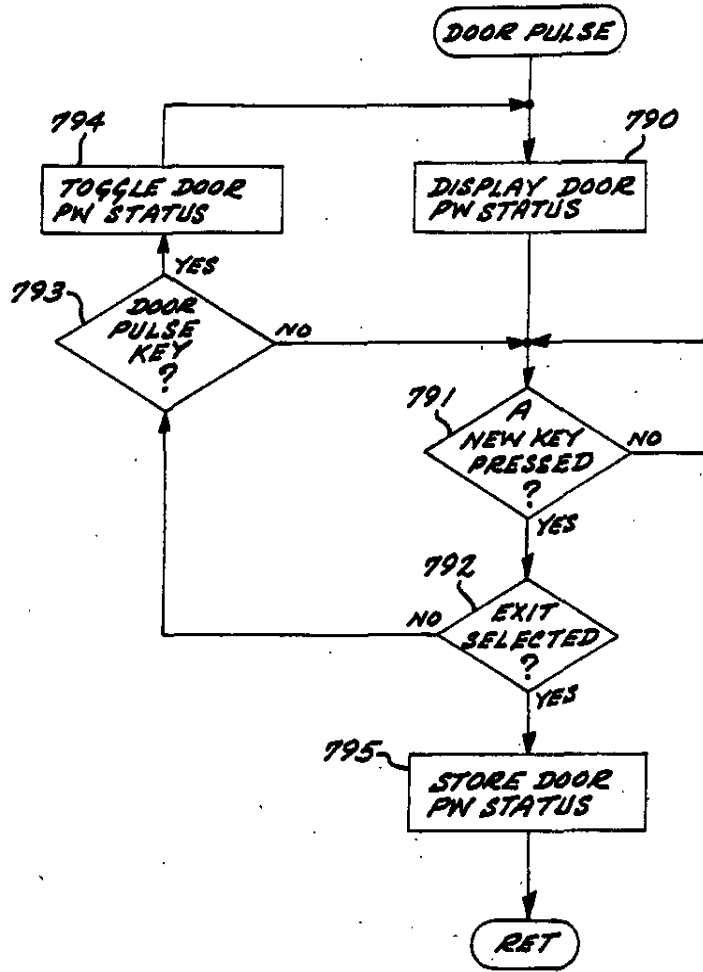 DOOR PULSE
794
790
TOGGLE DOOR
PW STATUS
DISPLAY DOOR
PW STATUS
YES
793
DOOR
PULSE
KEY
?
NO
791
A
NEW KEY
PRESSED
?
NO
YES
792
NO
EXIT
SELECTED
?
YES
795
STORE DOOR
PW STATUS
RET